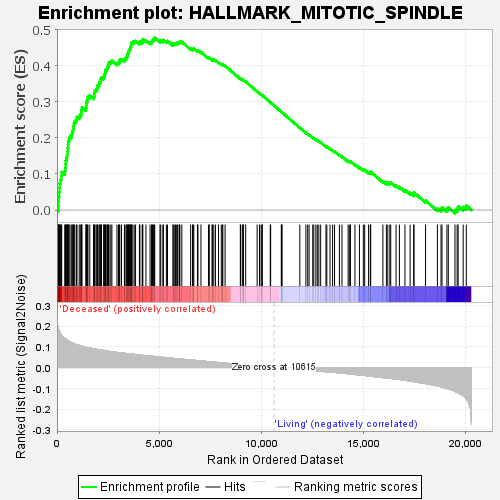 Enrichment plot: HALLMARK_MITOTIC_SPINDLE
Enrichment score (ES)
0.5
0.4
0.3
0.2
0.1
0.0
Ranked list metric (Signal2Noise)
0.3
0.2
0.1
0.0
-0.1
-0.2
-0.3
'Deceased' (positively correlated)
Zero cross at 10615
'Living' (negatively correlated)
0
5,000
10,000
15,000
20,000
Rank in Ordered Dataset
Enrichment profile
Hits
Ranking metric scores